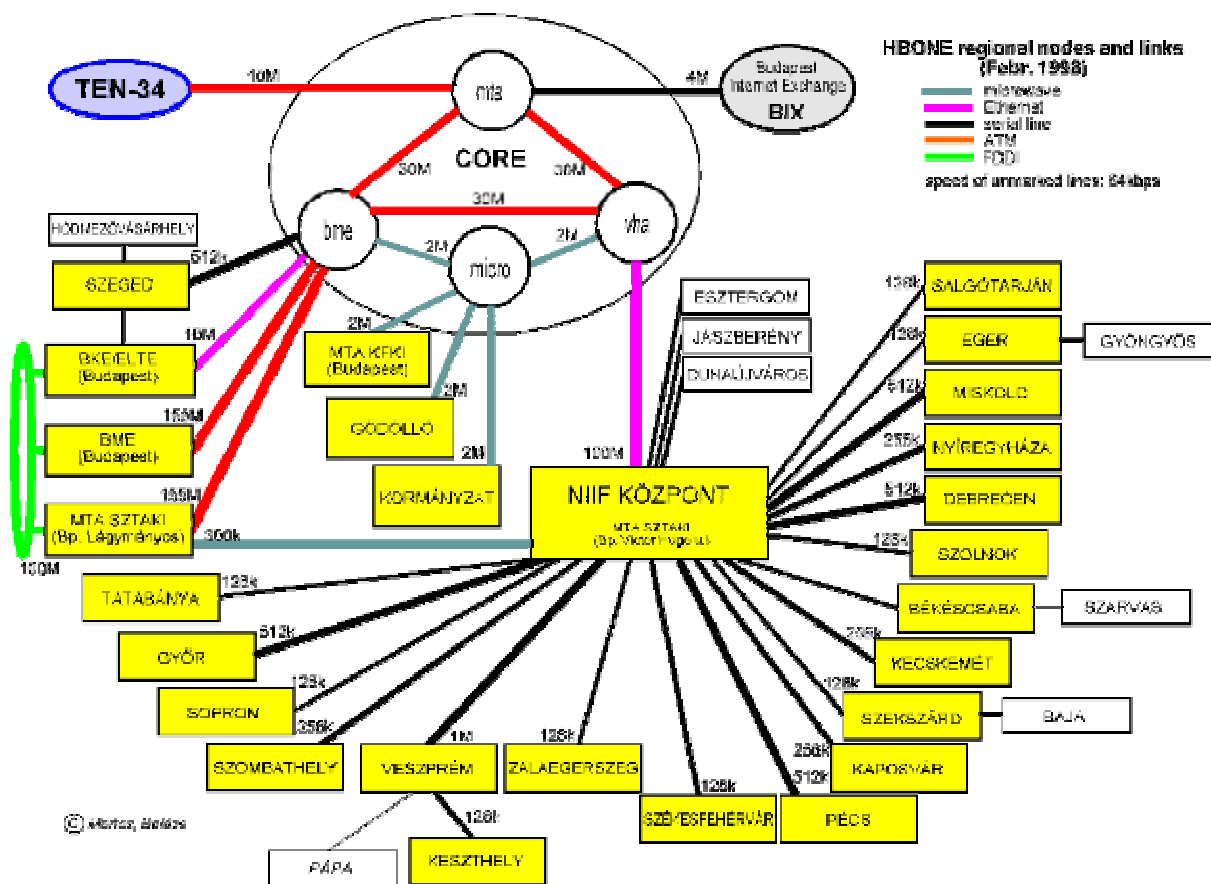 HBONE regional nodes and links
(Febr. 1998)
microwave
Ethernet
serial line
ATM
FDDI
speed of unmarked lines: 64kbps
TEN-34
10M
mta
4M
Budapest
Internet Exchange
BIX
CORE
30M
30M
30M
bme
vha
2M
2M
micro
HÓDMEZŐVÁSÁRHELY
512k
SZEGED
10M
BKE/ELTE
(Budapest)
155M
BME
(Budapest)
155M
MTA SZTAKI
(Bp. Lágymányos)
100M
2M
MTA KFKI
(Budapest)
2M
GÖDÖLLŐ
2M
KORMÁNYZAT
ESZTERGOM
JÁSZBERÉNY
DUNAÚJVÁROS
100M
NIIF KÖZPONT
MTA SZTAKI
(Bp. Victor Hugo u.)
128k
SALGÓTARJÁN
128k
EGER
GYÖNGYÖS
512k
MISKOLC
256k
NYÍREGYHÁZA
512k
DEBRECEN
128k
SZOLNOK
BÉKÉSCSABA
SZARVAS
256k
KECSKEMÉT
128k
SZEKSZÁRD
BAJA
256k
KAPOSVÁR
512k
PÉCS
128k
SZÉKESFEHÉRVÁR
128k
ZALAEGERSZEG
1M
VESZPRÉM
128k
KESZTHELY
PÁPA
256k
SZOMBATHELY
128k
SOPRON
512k
GYŐR
128k
TATABÁNYA